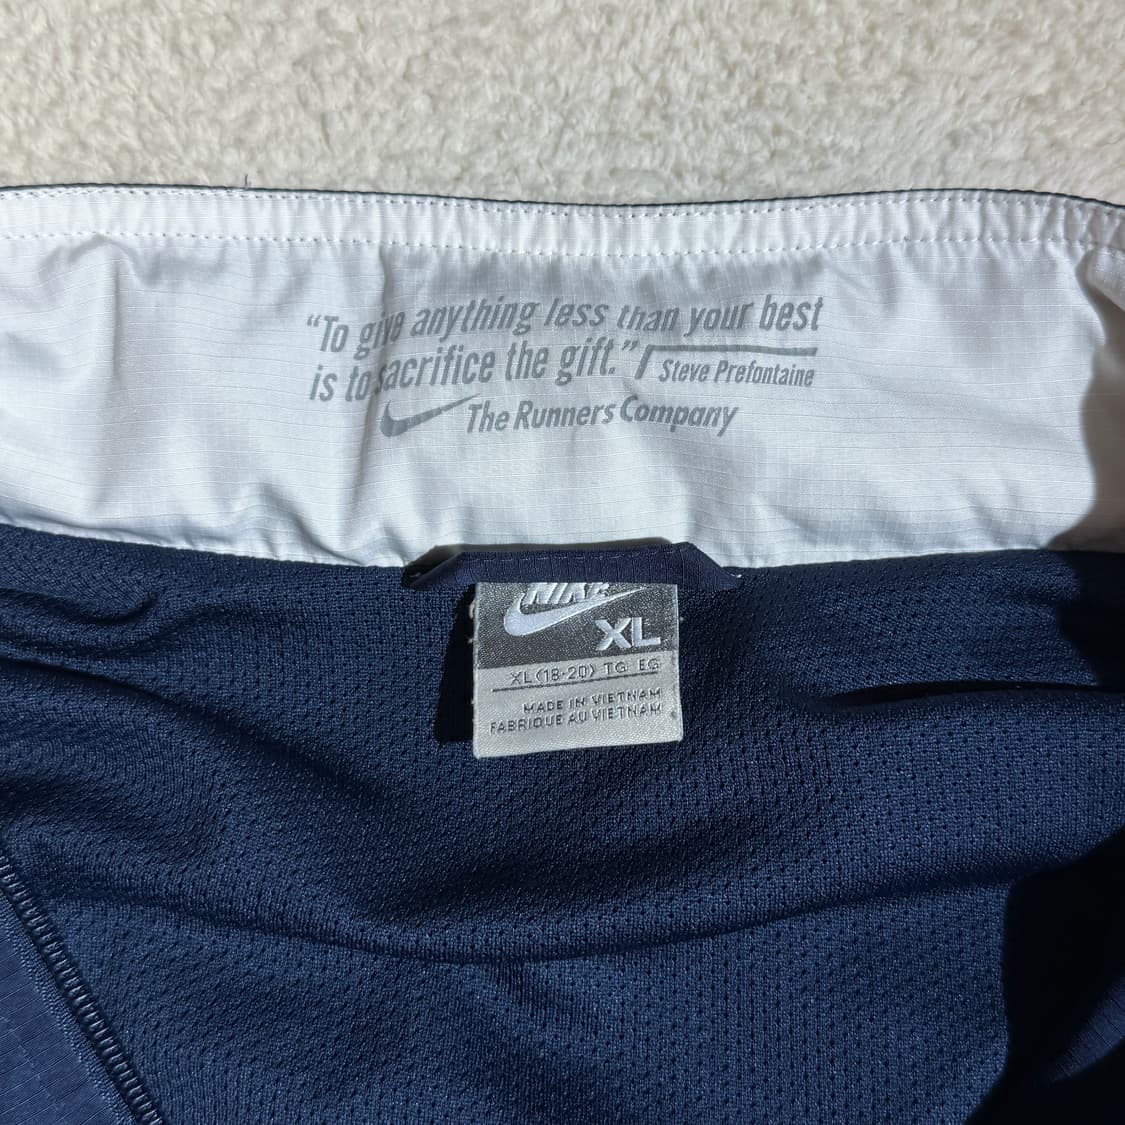 “To give anything less than your best
is to sacrifice the gift.” Steve Prefontaine
The Runners Company
NIKE
XL
XL (18-20) TG EG
MADE IN VIETNAM
FABRIQUE AU VIETNAM